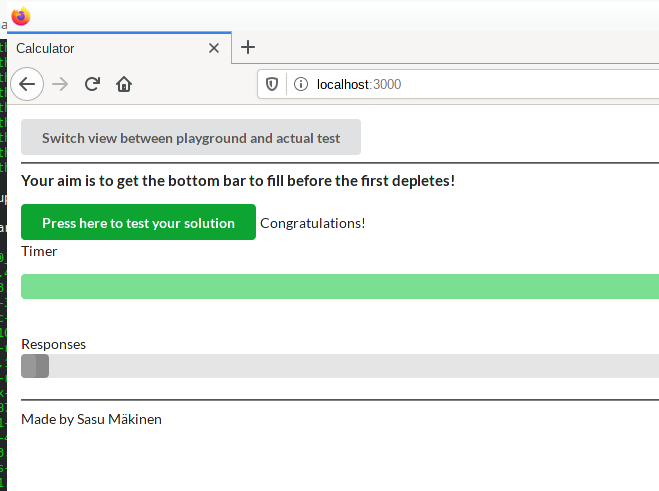 Calculator
localhost:3000
Switch view between playground and actual test
Your aim is to get the bottom bar to fill before the first depletes!
Press here to test your solution Congratulations!
Timer
Responses
Made by Sasu Mäkinen